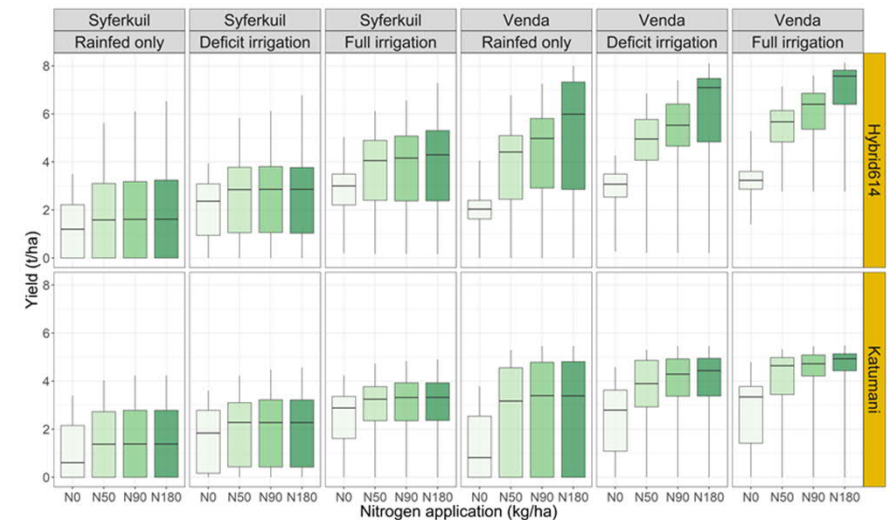 Syferkuil Syferkuil Syferkuil Venda Venda Venda
Rainfed only Deficit irrigation Full irrigation Rainfed only Deficit irrigation Full irrigation
8
6
4
2
0
Hybrid614
Yield (t/ha)
8
6
4
2
0
Katumani
N0 N50 N90 N180 N0 N50 N90 N180 N0 N50 N90 N180 N0 N50 N90 N180 N0 N50 N90 N180 N0 N50 N90 N180
Nitrogen application (kg/ha)